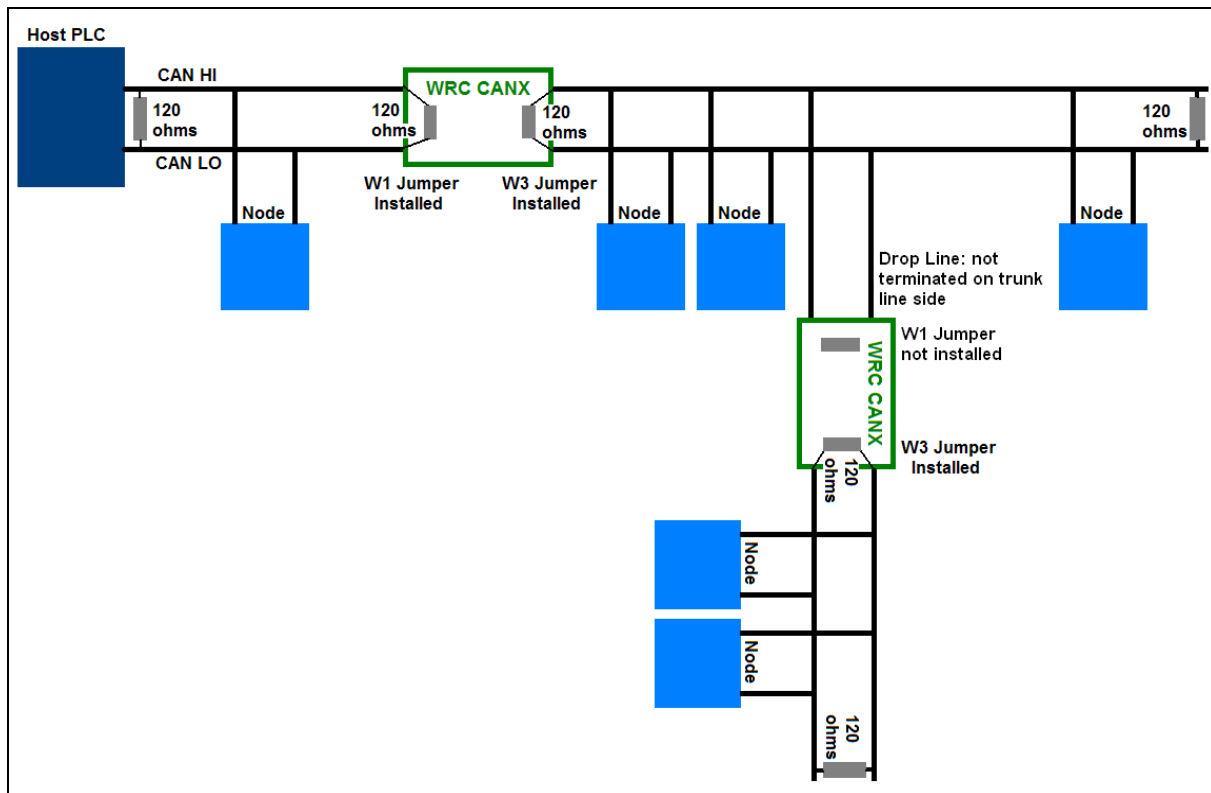 Host PLC
CAN HI
120
ohms
CAN LO
WRC CANX
120
ohms
120
ohms
W1 Jumper
Installed
W3 Jumper
Installed
120
ohms
Node
Node
Node
Node
Drop Line: not
terminated on trunk
line side
W1 Jumper
not installed
WRC CANX
W3 Jumper
Installed
120
ohms
Node
Node
120
ohms